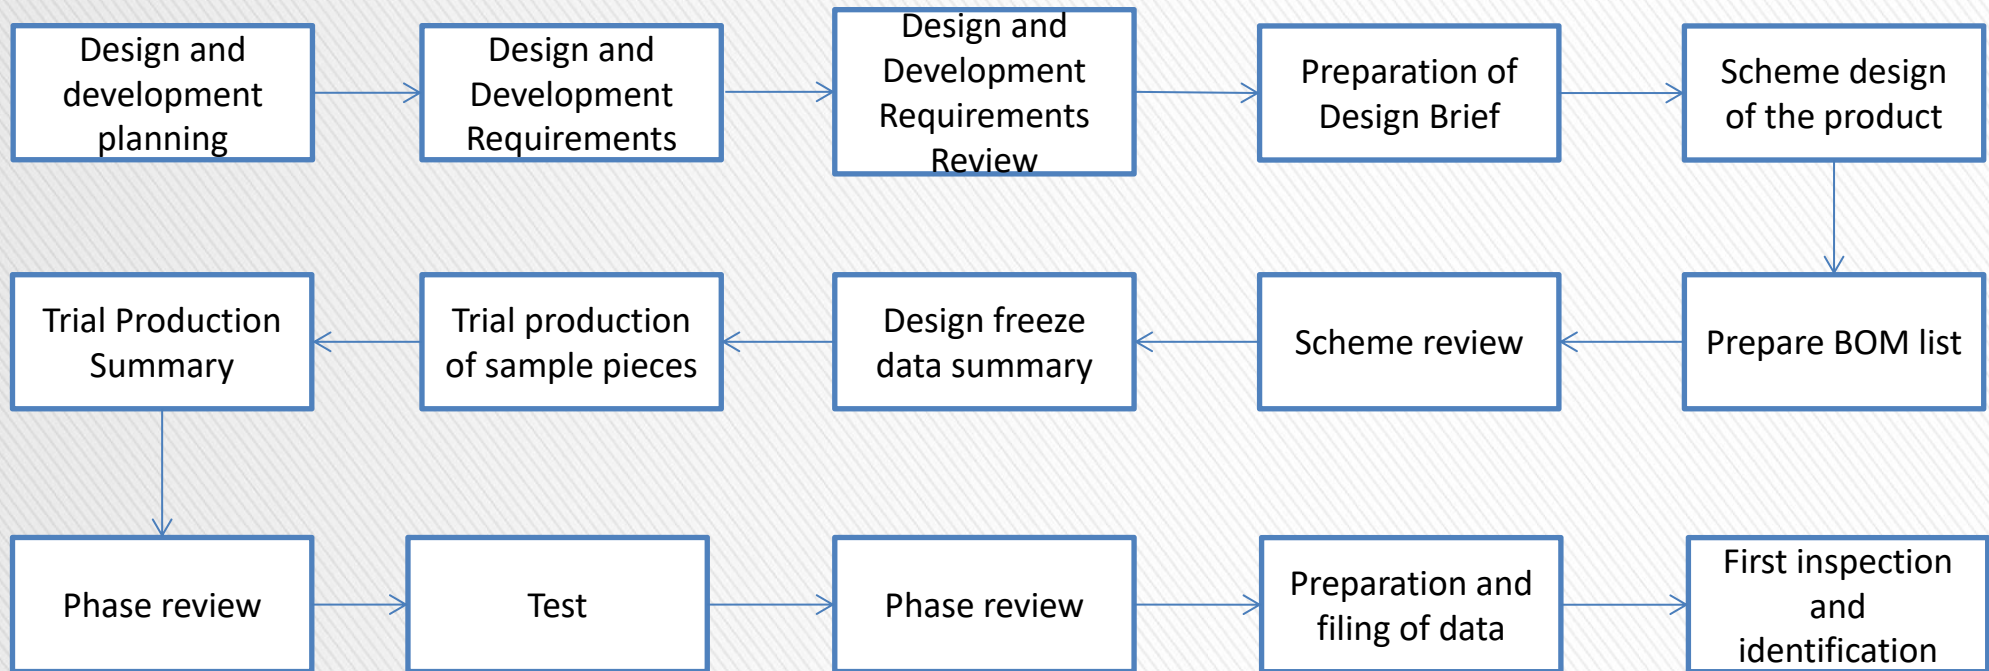 Design and
development
planning
Design and
Development
Requirements
Design and
Development
Requirements
Review
Preparation of
Design Brief
Scheme design
of the product
Trial Production
Summary
Trial production
of sample pieces
Design freeze
data summary
Scheme review
Prepare BOM list
Phase review
Test
Phase review
Preparation and
filing of data
First inspection
and
identification